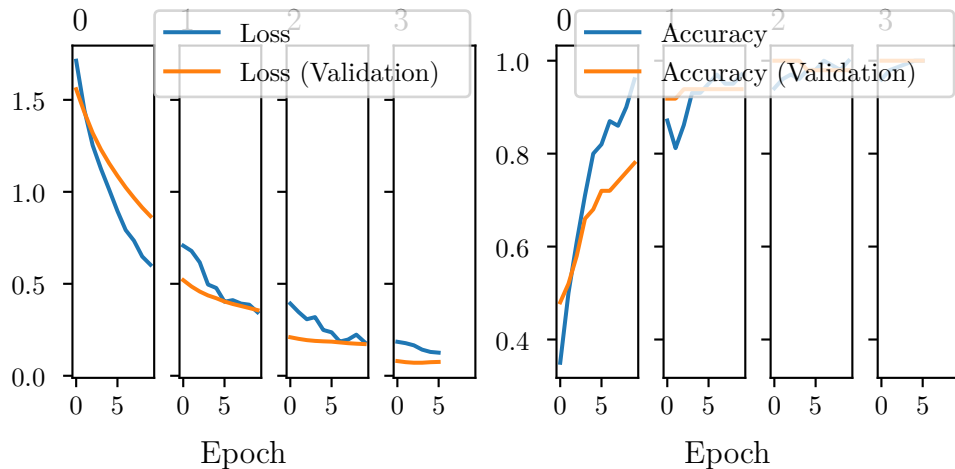 0 1 2 3
Loss
Loss (Validation)
1.5
1.0
0.5
0.0
0 5 0 5 0 5 0 5
Epoch
0 1 2 3
Accuracy
Accuracy (Validation)
1.0
0.8
0.6
0.4
0 5 0 5 0 5 0 5
Epoch